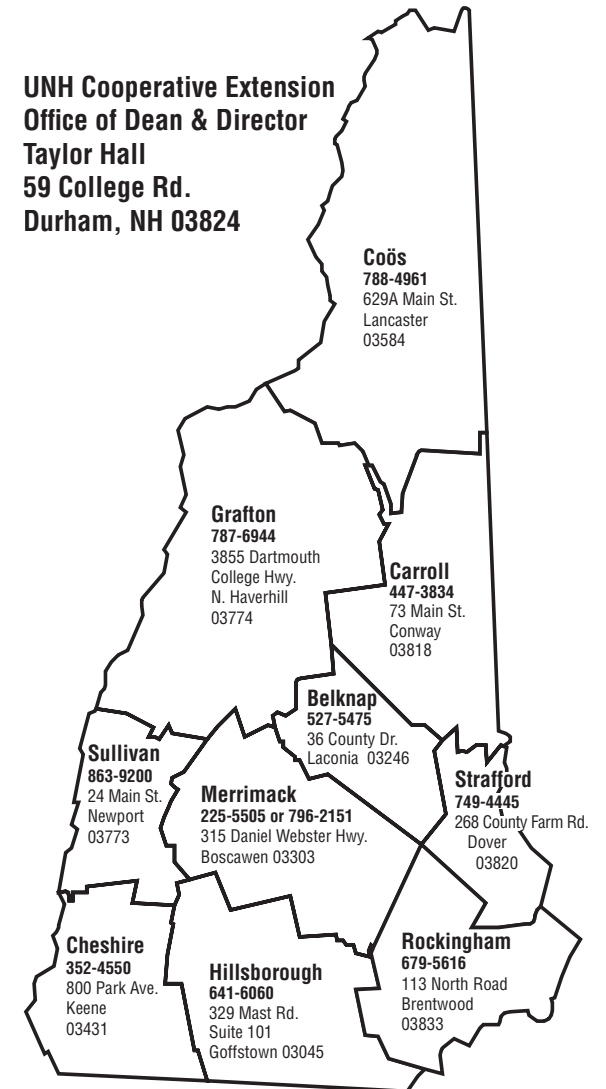 UNH Cooperative Extension
Office of Dean & Director
Taylor Hall
59 College Rd.
Durham, NH 03824
Coös
788-4961
629A Main St.
Lancaster
03584
Grafton
787-6944
3855 Dartmouth
College Hwy.
N. Haverhill
03774
Carroll
447-3834
73 Main St.
Conway
03818
Belknap
527-5475
36 County Dr.
Laconia 03246
Sullivan
863-9200
24 Main St.
Newport
03773
Merrimack
225-5505 or 796-2151
315 Daniel Webster Hwy.
Boscawen 03303
Strafford
749-4445
268 County Farm Rd.
Dover
03820
Cheshire
352-4550
800 Park Ave.
Keene
03431
Hillsborough
641-6060
329 Mast Rd.
Suite 101
Goffstown 03045
Rockingham
679-5616
113 North Road
Brentwood
03833